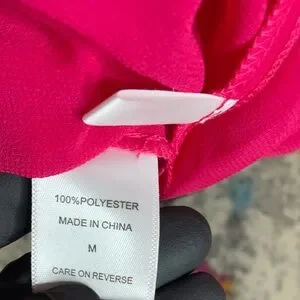 100%POLYESTER
MADE IN CHINA
M
CARE ON REVERSE